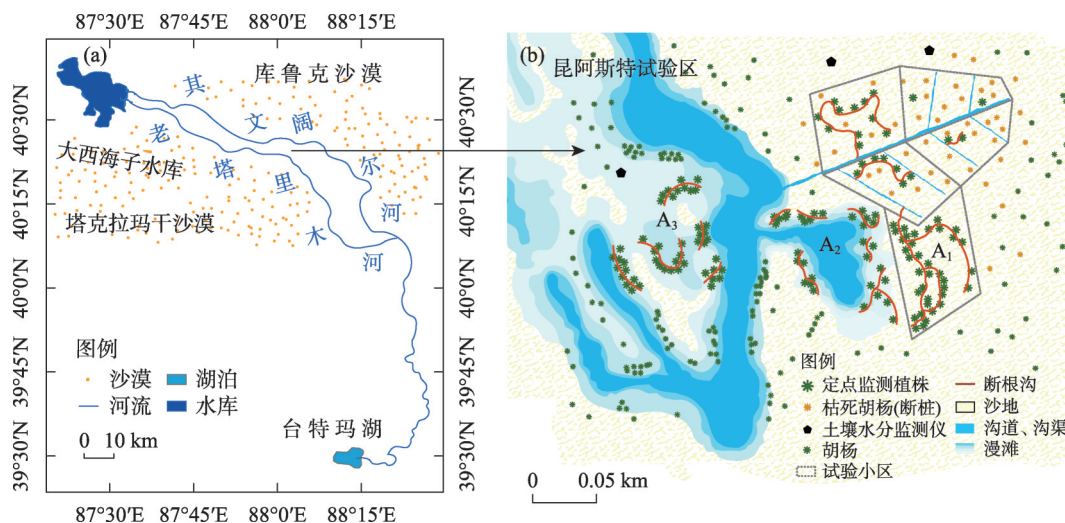 87°30′E 87°45′E 88°0′E 88°15′E
(a)
库鲁克沙漠
其
文
阔
尔
河
老
塔
里
木
河
大西海子水库
塔克拉玛干沙漠
40°30′N
40°15′N
40°0′N
39°45′N
39°30′N
图例
沙漠 湖泊
河流 水库
0 10 km
台特玛湖
40°30′N
40°15′N
40°0′N
39°45′N
39°30′N
87°30′E 87°45′E 88°0′E 88°15′E
(b)
昆阿斯特试验区
A3
A2
A1
图例
定点监测植株 断根沟
枯死胡杨(断桩) 沙地
土壤水分监测仪 沟道、沟渠
胡杨 漫滩
试验小区
0 0.05 km